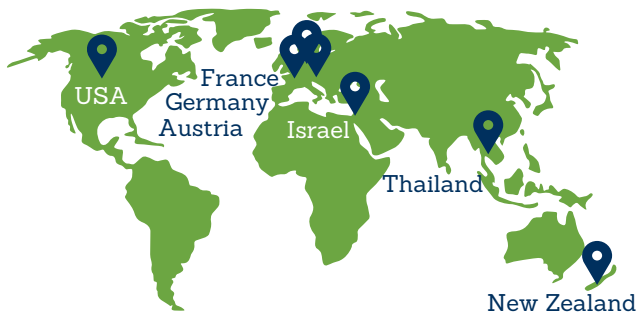 USA
France
Germany
Austria
Israel
Thailand
New Zealand